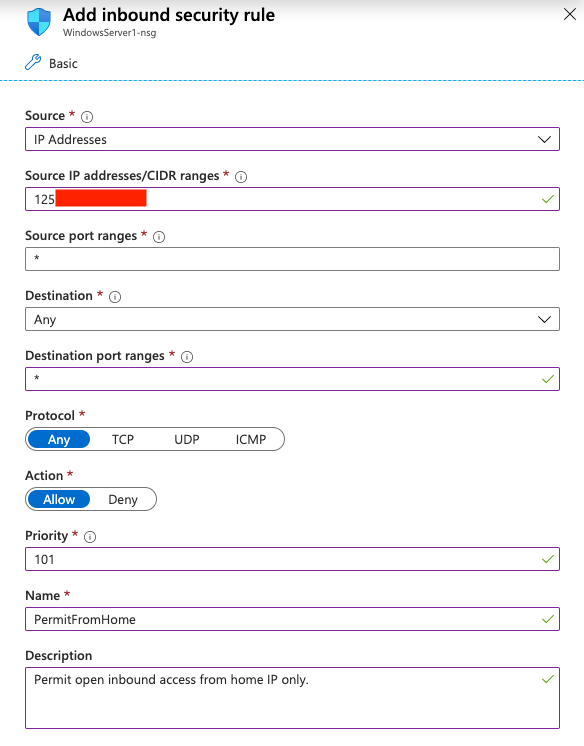 Add inbound security rule
WindowsServer1-nsg
Basic
Source *
IP Addresses
Source IP addresses/CIDR ranges *
125
Source port ranges *
*
Destination *
Any
Destination port ranges *
*
Protocol *
Any TCP UDP ICMP
Action *
Allow Deny
Priority *
101
Name *
PermitFromHome
Description
Permit open inbound access from home IP only.